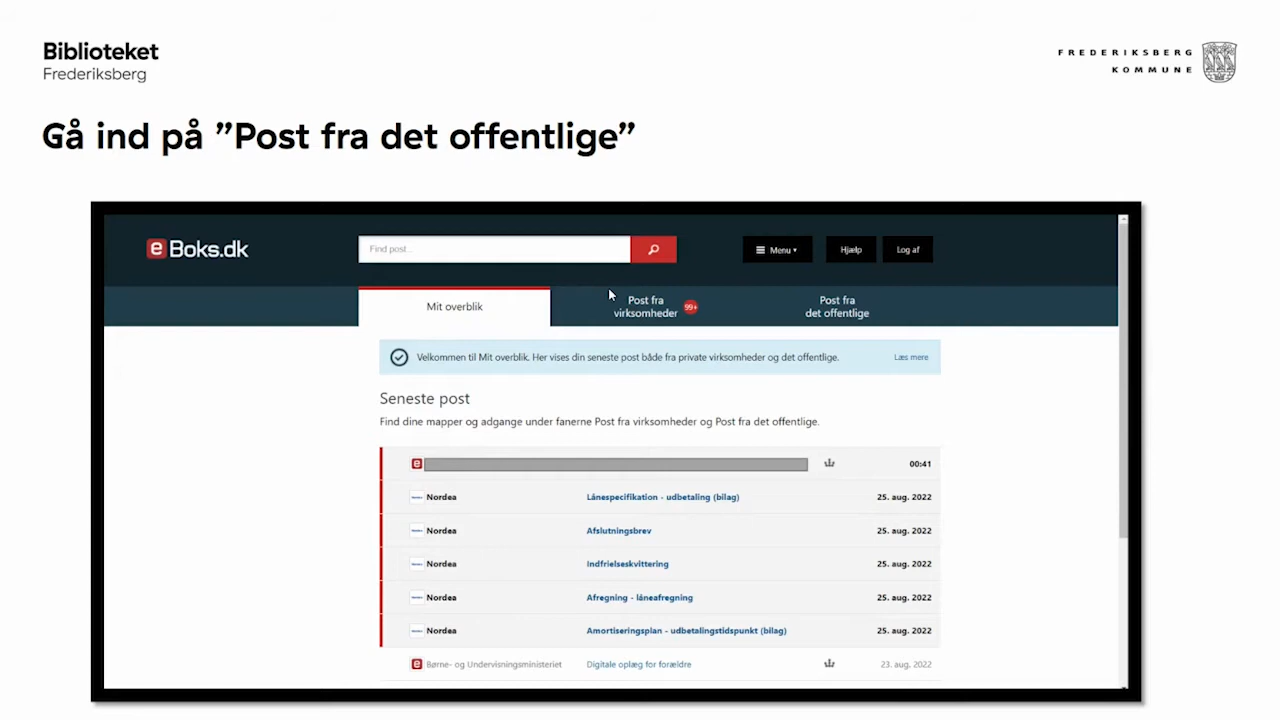 Biblioteket
Frederiksberg
FREDERIKSBERG
KOMMUNE
Gå ind på ”Post fra det offentlige”
e Boks.dk
Find post...
Menu
Hjælp
Log af
Mit overblik
Post fra
virksomheder 99+
Post fra
det offentlige
Velkommen til Mit overblik. Her vises din seneste post både fra private virksomheder og det offentlige. Læs mere
Seneste post
Find dine mapper og adgange under fanerne Post fra virksomheder og Post fra det offentlige.
e 00:41
Nordea Lånespecifikation - udbetaling (bilag) 25. aug. 2022
Nordea Afslutningsbrev 25. aug. 2022
Nordea Indfrielseskvittering 25. aug. 2022
Nordea Afregning - låneafregning 25. aug. 2022
Nordea Amortiseringsplan - udbetalingstidspunkt (bilag) 25. aug. 2022
e Børne- og Undervisningsministeriet Digitale oplæg for forældre 23. aug. 2022